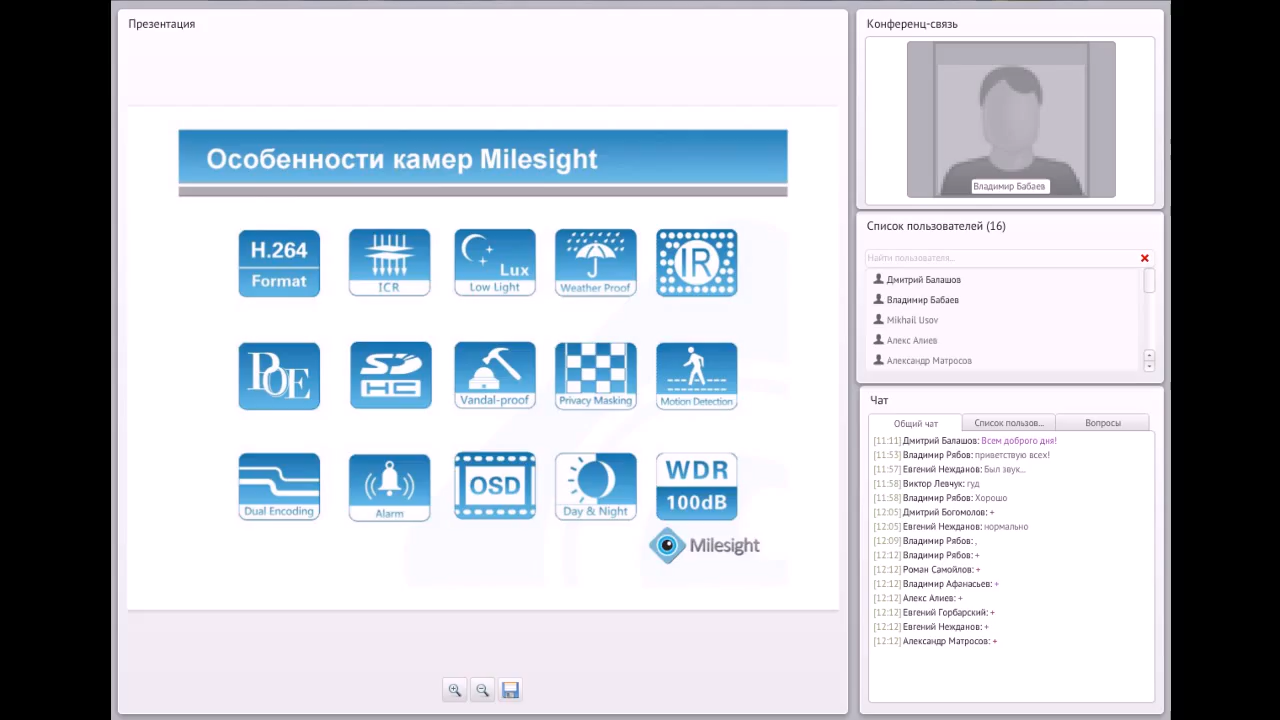 Презентация
Особенности камер Milesight
H.264
Format
ICR
Lux
Low Light
Weather Proof
IR
POE
SD
HC
Vandal-proof
Privacy Masking
Motion Detection
Dual Encoding
Alarm
OSD
Day & Night
WDR
100dB
Milesight
Конференц-связь
Владимир Бабаев
Список пользователей (16)
Найти пользователя...
Дмитрий Балашов
Владимир Бабаев
Mikhail Usov
Алекс Алиев
Александр Матросов
Чат
Общий чат
Список пользов...
Вопросы
[11:11] Дмитрий Балашов: Всем доброго дня!
[11:53] Владимир Рябов: приветствую всех!
[11:57] Евгений Нежданов: Был звук...
[11:58] Виктор Левчук: гуд
[11:58] Владимир Рябов: Хорошо
[12:05] Дмитрий Богомолов: +
[12:05] Евгений Нежданов: нормально
[12:09] Владимир Рябов: ,
[12:12] Владимир Рябов: +
[12:12] Роман Самойлов: +
[12:12] Владимир Афанасьев: +
[12:12] Алекс Алиев: +
[12:12] Евгений Горбарский: +
[12:12] Евгений Нежданов: +
[12:12] Александр Матросов: +